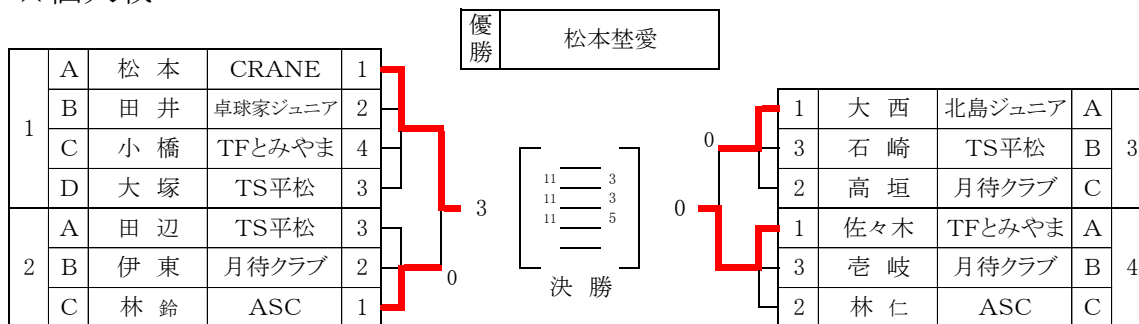 優勝 松本埜愛
1
A 松本 CRANE 1
B 田井 卓球家ジュニア 2
C 小橋 TFとみやま 4
D 大塚 TS平松 3
2
A 田辺 TS平松 3
B 伊東 月待クラブ 2
C 林鈴 ASC 1
3
0
11 3
11 3
11 5
決勝
0
0
1 大西 北島ジュニア A
3 石崎 TS平松 B
2 高垣 月待クラブ C
3
1 佐々木 TFとみやま A
3 壱岐 月待クラブ B
2 林仁 ASC C
4